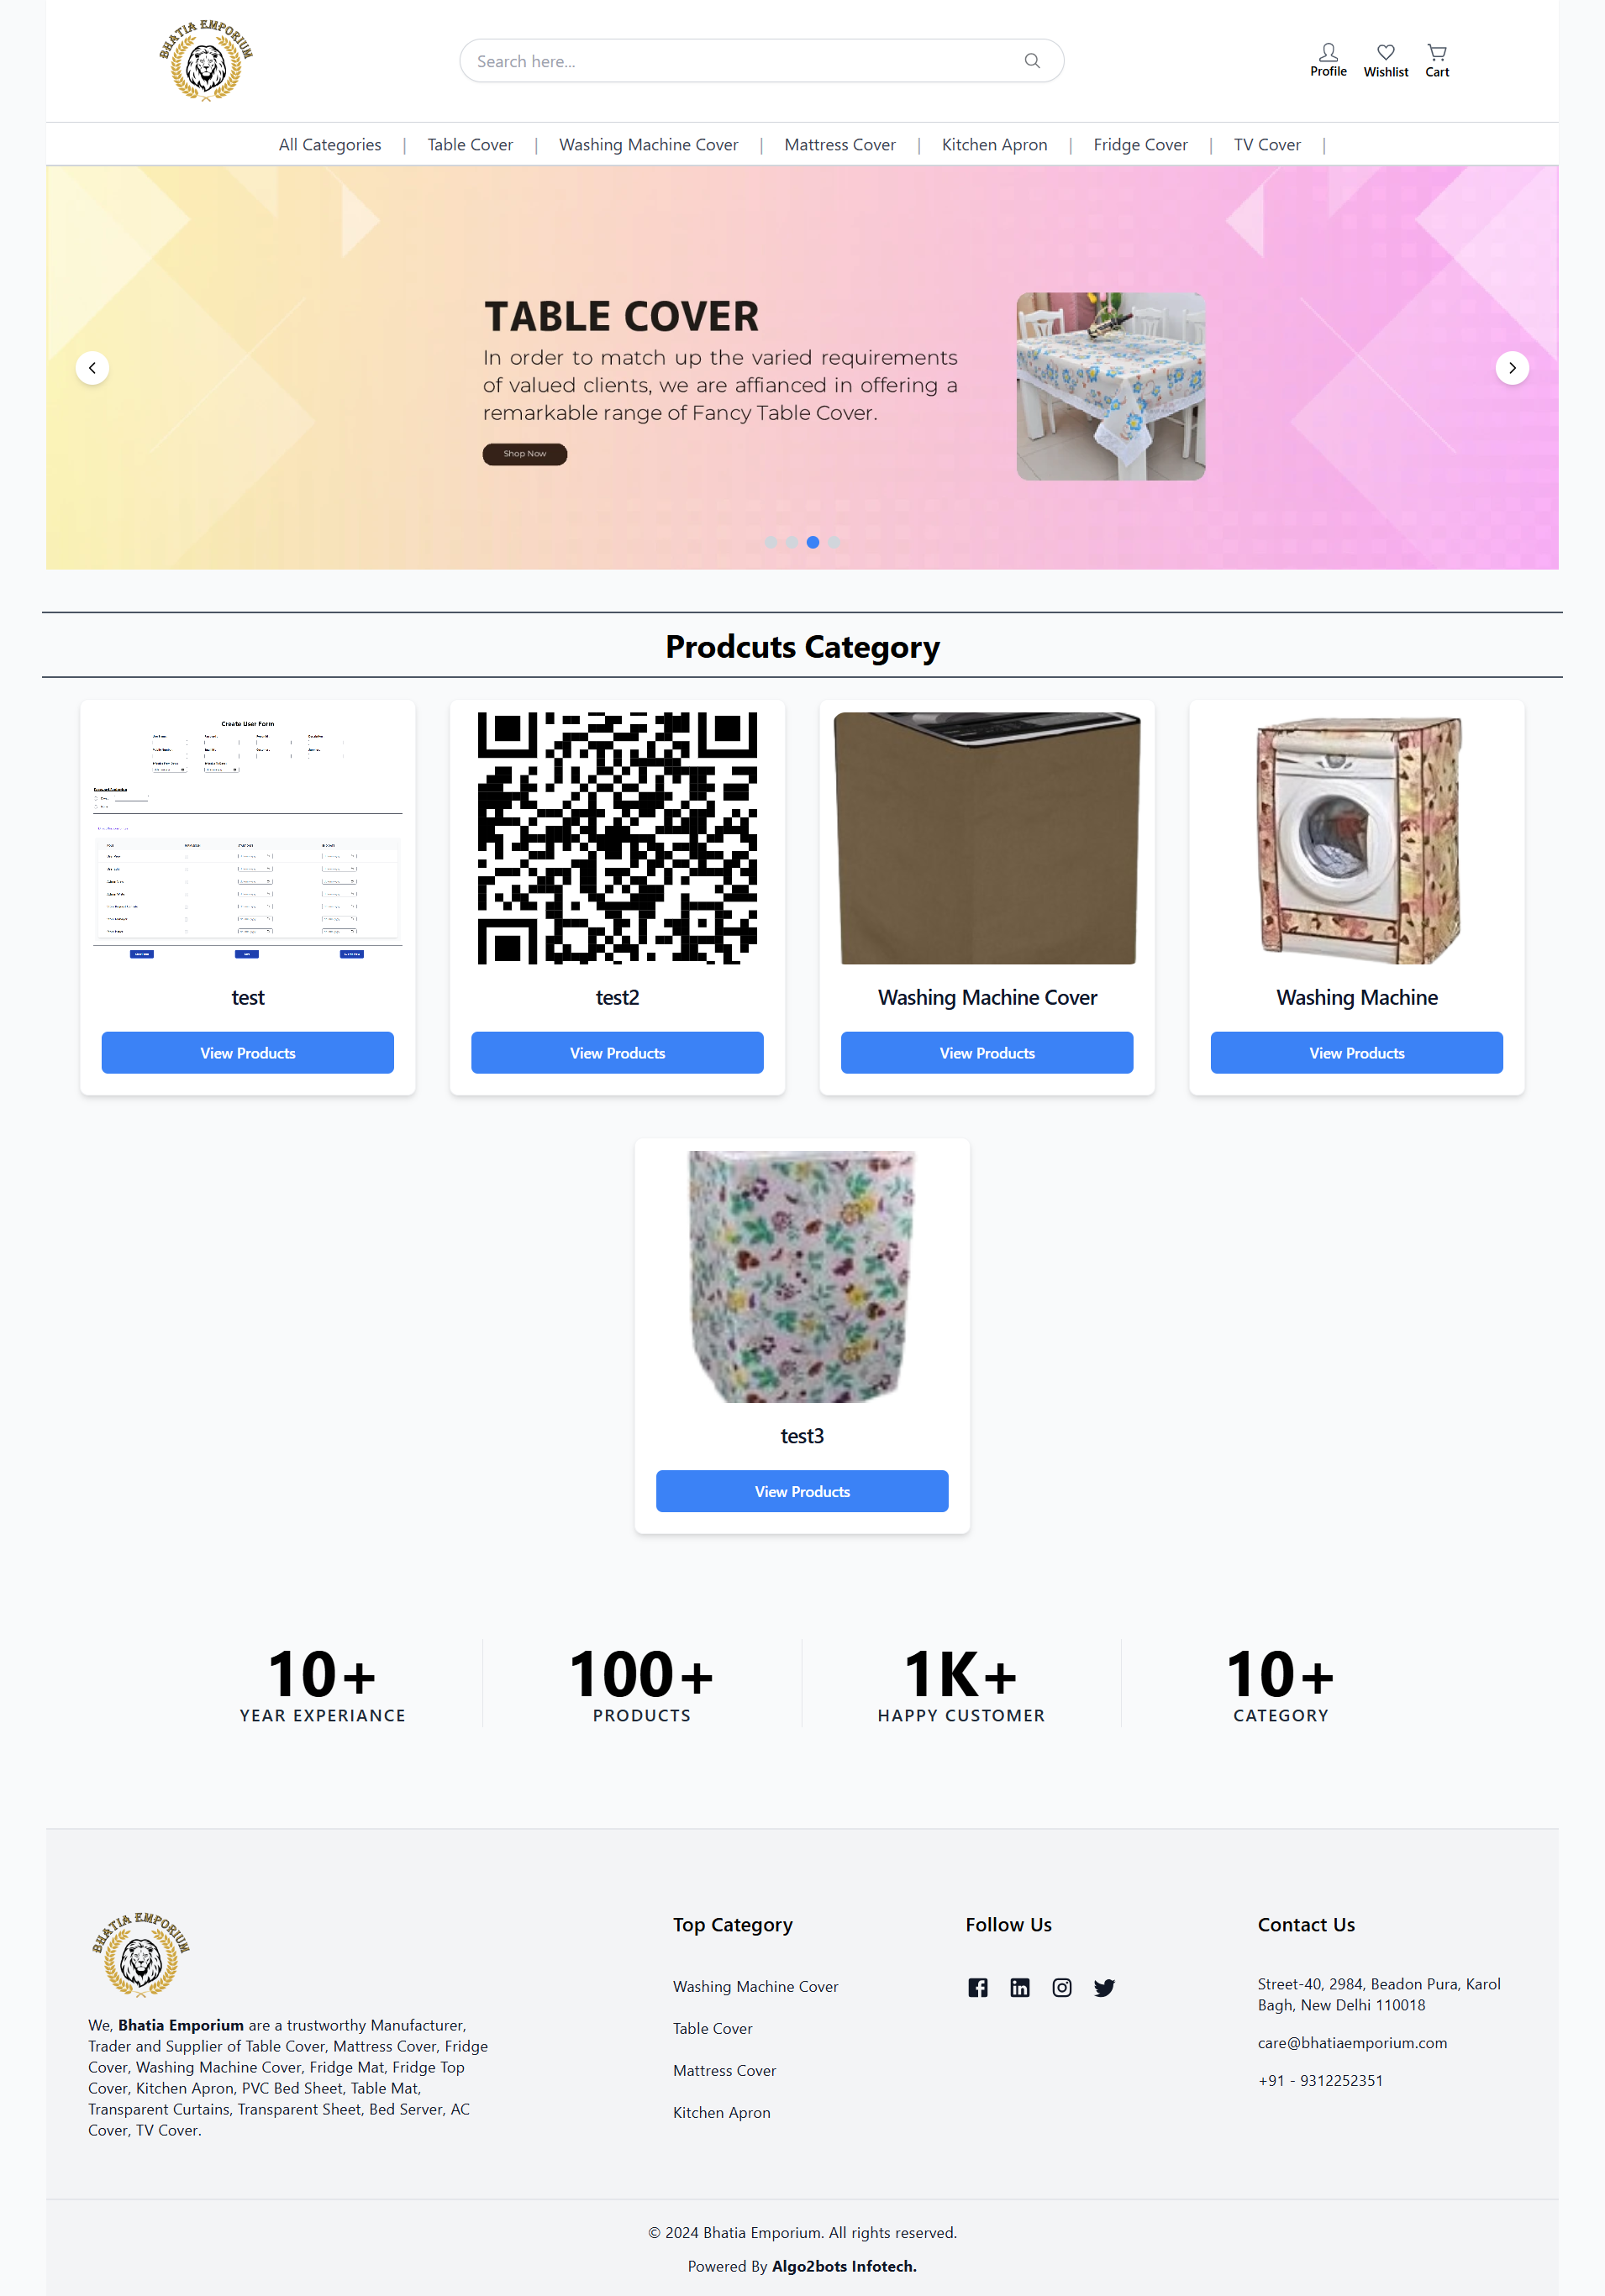 BHATIA EMPORIUM
Search here...
Profile
Wishlist
Cart
All Categories | Table Cover | Washing Machine Cover | Mattress Cover | Kitchen Apron | Fridge Cover | TV Cover |
TABLE COVER
In order to match up the varied requirements
of valued clients, we are affianced in offering a
remarkable range of Fancy Table Cover.
Shop Now
Prodcuts Category
Create User Form
test
View Products
test2
View Products
Washing Machine Cover
View Products
Washing Machine
View Products
test3
View Products
10+
YEAR EXPERIANCE
100+
PRODUCTS
1K+
HAPPY CUSTOMER
10+
CATEGORY
BHATIA EMPORIUM
We, Bhatia Emporium are a trustworthy Manufacturer,
Trader and Supplier of Table Cover, Mattress Cover, Fridge
Cover, Washing Machine Cover, Fridge Mat, Fridge Top
Cover, Kitchen Apron, PVC Bed Sheet, Table Mat,
Transparent Curtains, Transparent Sheet, Bed Server, AC
Cover, TV Cover.
Top Category
Washing Machine Cover
Table Cover
Mattress Cover
Kitchen Apron
Follow Us
Contact Us
Street-40, 2984, Beadon Pura, Karol
Bagh, New Delhi 110018
care@bhatiaemporium.com
+91 - 9312252351
© 2024 Bhatia Emporium. All rights reserved.
Powered By Algo2bots Infotech.